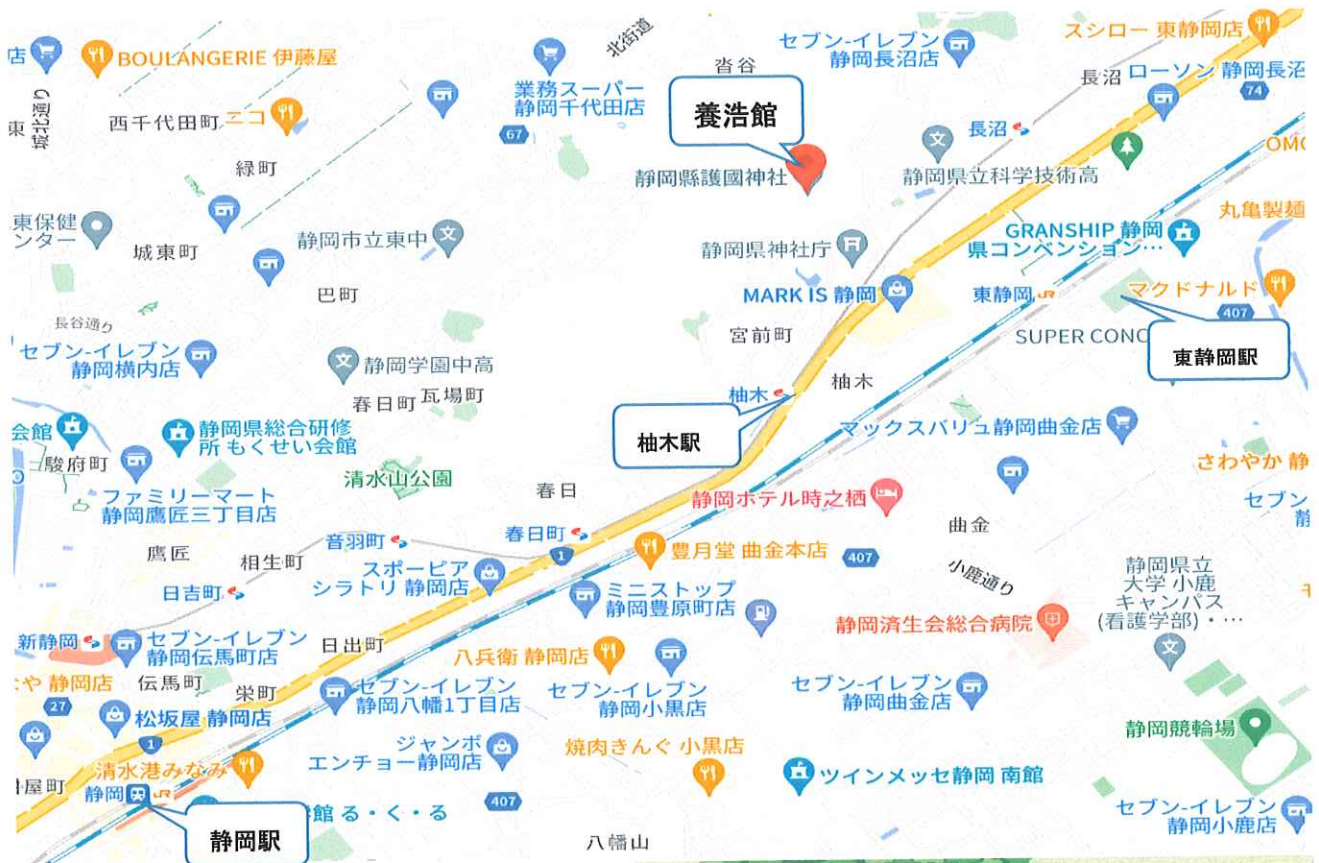 店
BOULANGERIE 伊藤屋
北街道
セブン-イレブン
静岡長沼店
スシロー 東静岡店
沓谷
長沼
ローソン 静岡長沼
業務スーパー
静岡千代田店
74
城北通り
東
西千代田町
ニコ
67
養浩館
長沼
緑町
静岡縣護國神社
静岡県立科学技術高
OMO
東保健
ンター
城東町
静岡市立東中
丸亀製麺
GRANSHIP 静岡
県コンベンション…
静岡県神社庁
巴町
MARK IS 静岡
東静岡
JR
マクドナルド
407
長谷通り
宮前町
SUPER CONC
東静岡駅
セブン-イレブン
静岡横内店
静岡学園中高
春日町
瓦場町
柚木
柚木
柚木駅
会館
静岡県総合研修
所 もくせい会館
マックスバリュ静岡曲金店
駿府町
清水山公園
さわやか 静
ファミリーマート
静岡鷹匠三丁目店
春日
静岡ホテル時之栖
セブン
静
曲金
鷹匠
相生町
音羽町
春日町
1
豊月堂 曲金本店
407
小鹿通り
静岡県立
大学 小鹿
キャンパス
(看護学部)・…
日吉町
スポーピア
シラトリ 静岡店
ミニストップ
静岡豊原町店
静岡済生会総合病院
新静岡
セブン-イレブン
静岡伝馬町店
日出町
八兵衛 静岡店
や 静岡店
伝馬町
栄町
27
セブン-イレブン
静岡八幡1丁目店
セブン-イレブン
静岡小黒店
セブン-イレブン
静岡曲金店
松坂屋 静岡店
1
ジャンボ
エンチョー静岡店
焼肉きんぐ 小黒店
静岡競輪場
清水港みなみ
ツインメッセ静岡 南館
屋町
静岡
JR
館 る・く・る
407
セブン-イレブン
静岡小鹿店
静岡駅
八幡山